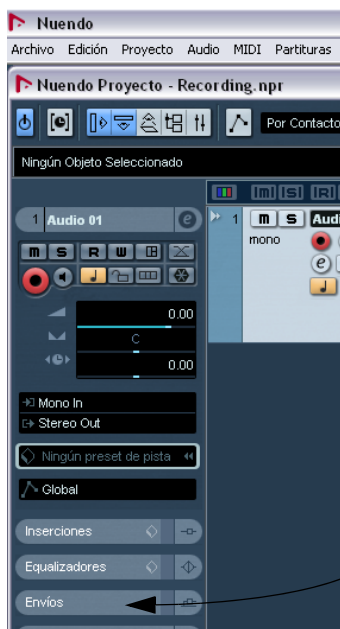 Nuendo
Archivo Edición Proyecto Audio MIDI Partituras
Nuendo Proyecto - Recording.npr
Por Contacto
Ningún Objeto Seleccionado
m S R
1 Audio 01 e 1 m S Audi
mono
m S R W
e
0.00
C
0.00
Mono In
Stereo Out
Ningún preset de pista
Global
Inserciones
Equalizadores
Envíos